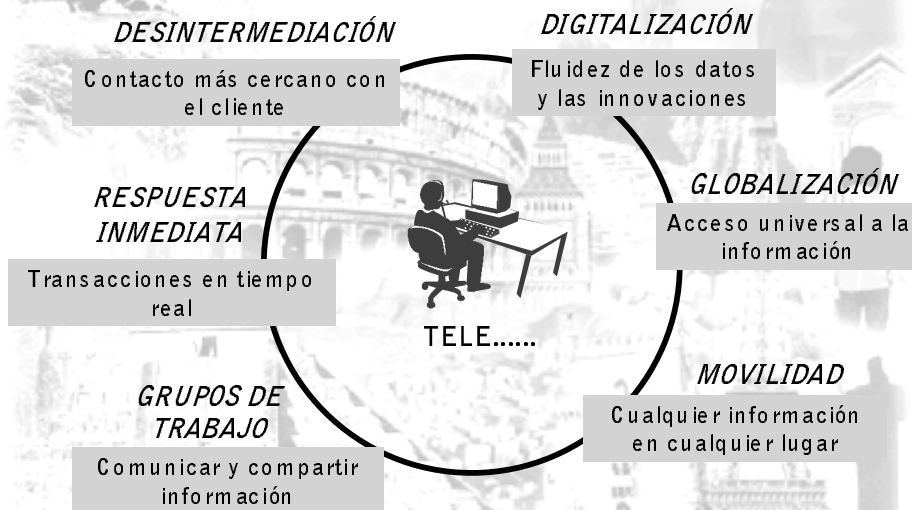 DESINTERMEDIACIÓN
Contacto más cercano con
el cliente
DIGITALIZACIÓN
Fluidez de los datos
y las innovaciones
RESPUESTA
INMEDIATA
Transacciones en tiempo
real
GLOBALIZACIÓN
Acceso universal a la
información
TELE......
GRUPOS DE
TRABAJO
Comunicar y compartir
información
MOVILIDAD
Cualquier información
en cualquier lugar